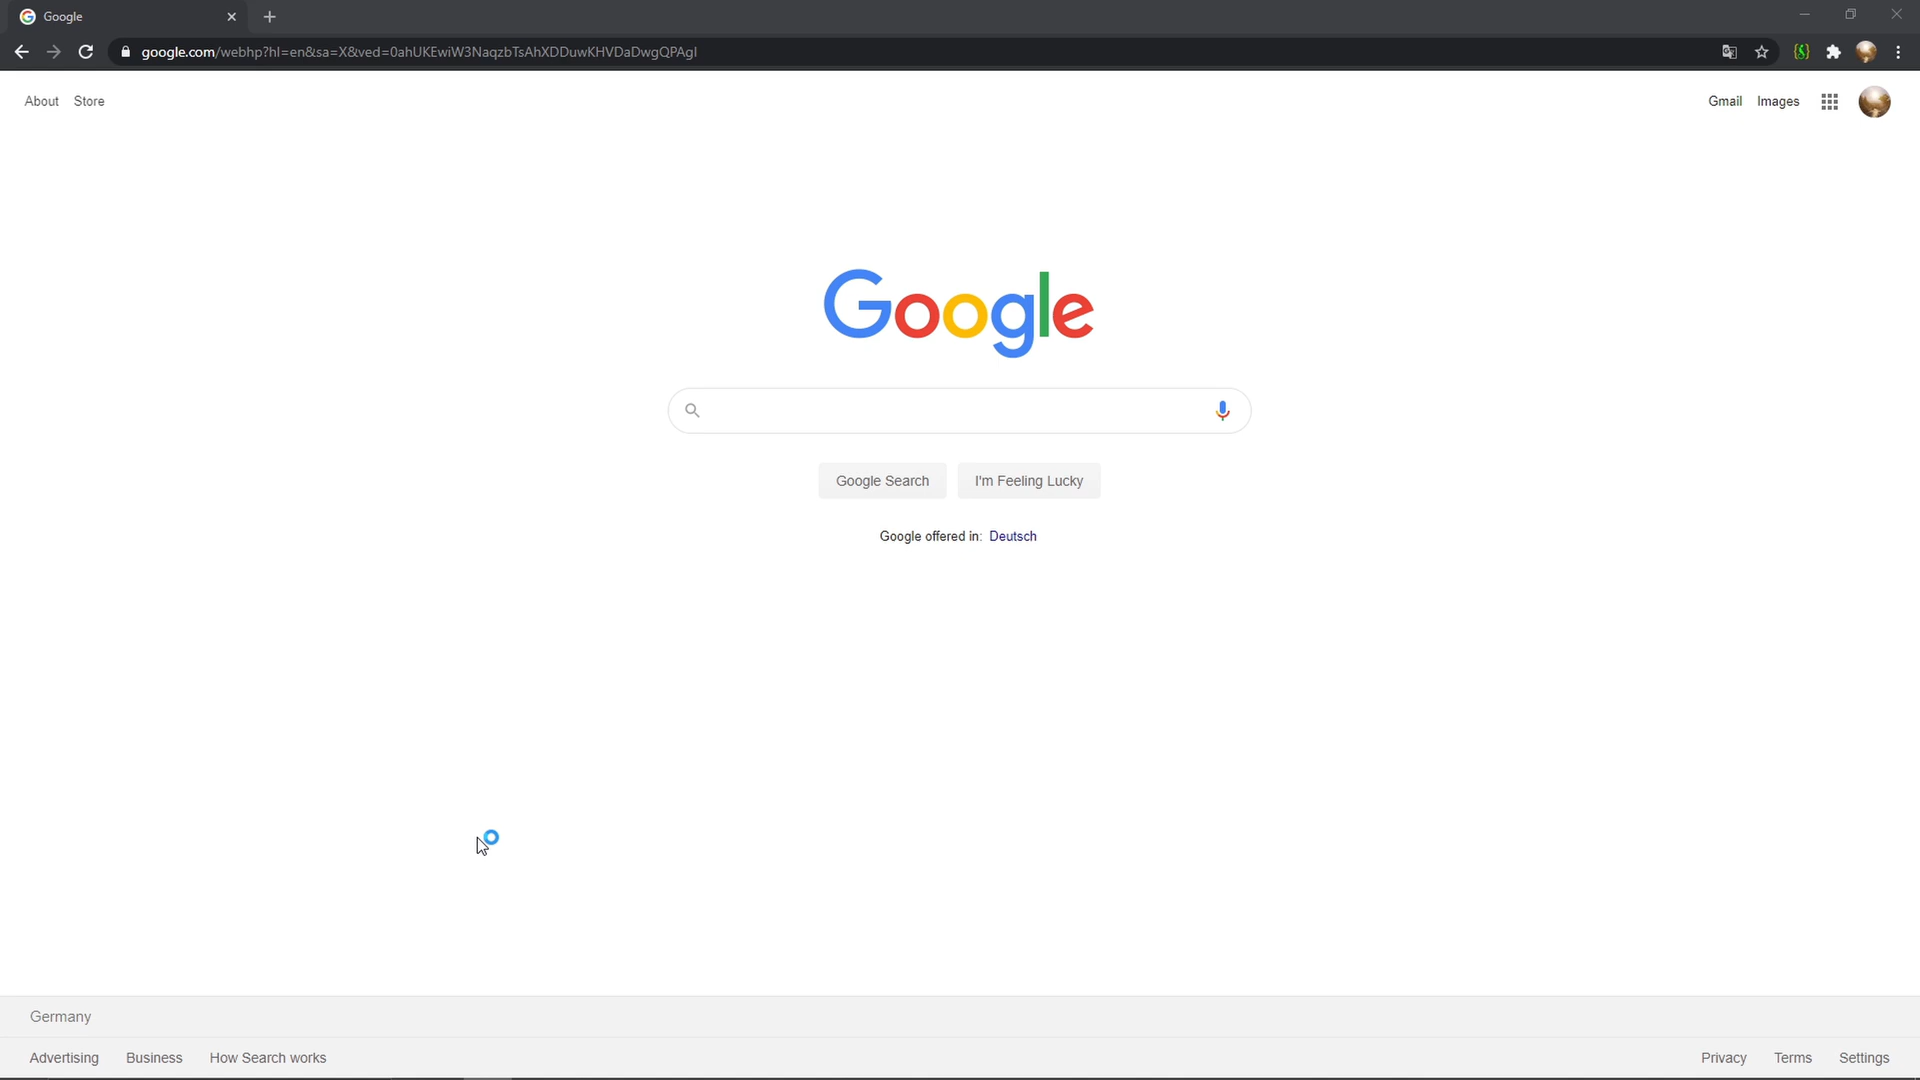 Google
google.com/webhp?hl=en&sa=X&ved=0ahUKEwiW3NaqzbTsAhXDDuwKHVDaDwgQPAgI
About Store
Gmail Images
Google
Google Search I'm Feeling Lucky
Google offered in: Deutsch
Germany
Advertising Business How Search works
Privacy Terms Settings